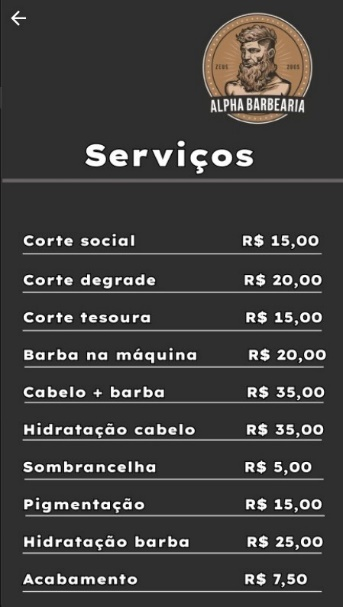 ZEUS 2003
ALPHA BARBEARIA
Serviços
Corte social R$ 15,00
Corte degrade R$ 20,00
Corte tesoura R$ 15,00
Barba na máquina R$ 20,00
Cabelo + barba R$ 35,00
Hidratação cabelo R$ 35,00
Sombrancelha R$ 5,00
Pigmentação R$ 15,00
Hidratação barba R$ 25,00
Acabamento R$ 7,50